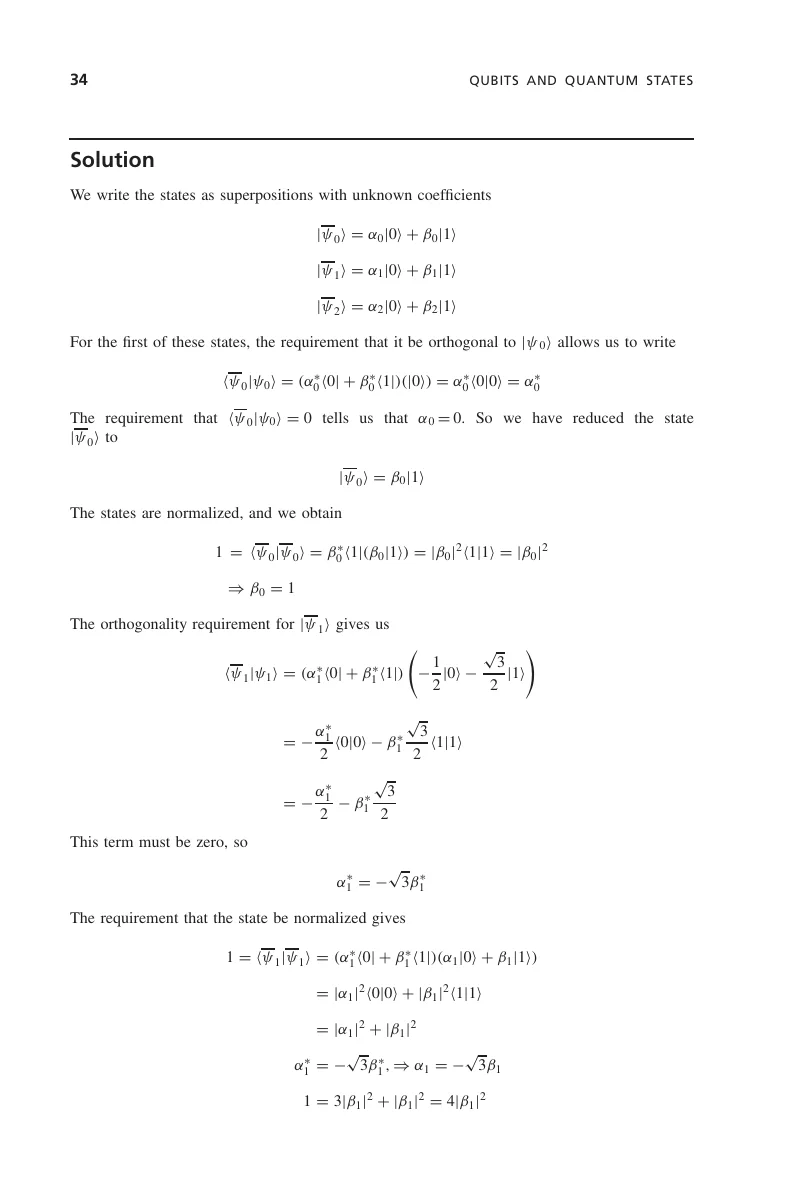 34 QUBITS AND QUANTUM STATES
Solution
We write the states as superpositions with unknown coefficients
|ψ̅₀⟩ = α₀|0⟩ + β₀|1⟩
|ψ̅₁⟩ = α₁|0⟩ + β₁|1⟩
|ψ̅₂⟩ = α₂|0⟩ + β₂|1⟩
For the first of these states, the requirement that it be orthogonal to |ψ₀⟩ allows us to write
⟨ψ̅₀|ψ₀⟩ = (α₀*⟨0| + β₀*⟨1|)(|0⟩) = α₀*⟨0|0⟩ = α₀*
The requirement that ⟨ψ̅₀|ψ₀⟩ = 0 tells us that α₀ = 0. So we have reduced the state
|ψ̅₀⟩ to
|ψ̅₀⟩ = β₀|1⟩
The states are normalized, and we obtain
1 = ⟨ψ̅₀|ψ̅₀⟩ = β₀*⟨1|(β₀|1⟩) = |β₀|²⟨1|1⟩ = |β₀|²
⇒ β₀ = 1
The orthogonality requirement for |ψ̅₁⟩ gives us
⟨ψ̅₁|ψ₁⟩ = (α₁*⟨0| + β₁*⟨1|) (−1/2|0⟩ − √3/2|1⟩)
= −α₁*/2⟨0|0⟩ − β₁*√3/2⟨1|1⟩
= −α₁*/2 − β₁*√3/2
This term must be zero, so
α₁* = −√3β₁*
The requirement that the state be normalized gives
1 = ⟨ψ̅₁|ψ̅₁⟩ = (α₁*⟨0| + β₁*⟨1|)(α₁|0⟩ + β₁|1⟩)
= |α₁|²⟨0|0⟩ + |β₁|²⟨1|1⟩
= |α₁|² + |β₁|²
α₁* = −√3β₁*, ⇒ α₁ = −√3β₁
1 = 3|β₁|² + |β₁|² = 4|β₁|²